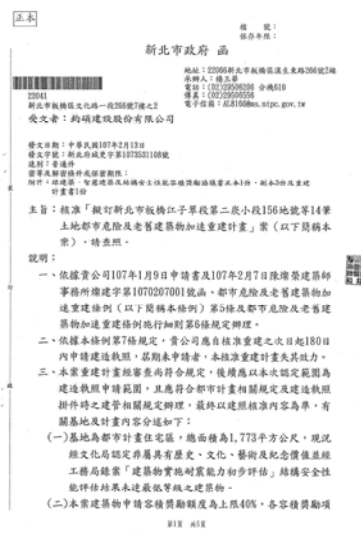 正本
檔　號：
保存年限：
新北市政府　函
地址：22066新北市板橋區漢生東路266號2樓
承辦人：楊玉華
電話：(02)29506206 分機610
傳真：(02)29506556
電子信箱：AL8166@ms.ntpc.gov.tw
22041
新北市板橋區文化路一段266號7樓之2
受文者：鈞碩建設股份有限公司
發文日期：中華民國107年2月13日
發文字號：新北府城更字第1073531108號
速別：普通件
密等及解密條件或保密期限：
計畫書1份
主旨：核准「擬訂新北市板橋江子翠段第二崁小段156地號等14筆
土地都市危險及老舊建築物加速重建計畫」案（以下簡稱本
案），請查照。
說明：
一、依據貴公司107年1月9日申請書及107年2月7日陳燦榮建築師
事務所燦建字第1070207001號函、都市危險及老舊建築物加
速重建條例（以下簡稱本條例）第5條及都市危險及老舊建
築物加速重建條例施行細則第6條規定辦理。
二、依據本條例第7條規定，貴公司應自核准重建之次日起180日
內申請建造執照，屆期未申請者，本核准重建計畫失其效力。
三、本案重建計畫經審查尚符合規定，後續應以本次認定範圍為
建造執照申請範圍，且應符合都市計畫相關規定及建造執照
掛件時之建管相關規定辦理，最終以建照核准內容為準，有
關基地及計畫內容分述如下：
(一)基地為都市計畫住宅區，總面積為1,773平方公尺，現況
經文化局認定非屬具有歷史、文化、藝術及紀念價值並經
工務局錄案「建築物實施耐震能力初步評估」結構安全性
能評估結果未達最低等級之建築物。
(二)本案建築物申請容積獎勵額度為上限40%，各容積獎勵項
第1頁　共5頁